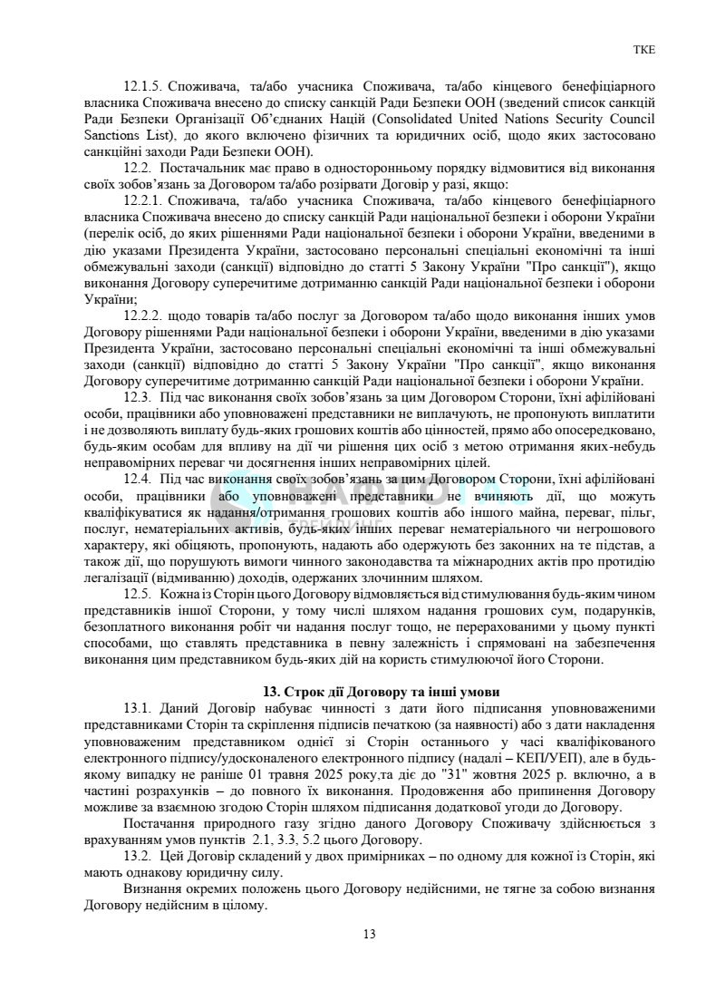 ТКЕ
12.1.5. Споживача, та/або учасника Споживача, та/або кінцевого бенефіціарного
власника Споживача внесено до списку санкцій Ради Безпеки ООН (зведений список санкцій
Ради Безпеки Організації Об’єднаних Націй (Consolidated United Nations Security Council
Sanctions List), до якого включено фізичних та юридичних осіб, щодо яких застосовано
санкційні заходи Ради Безпеки ООН).
12.2. Постачальник має право в односторонньому порядку відмовитися від виконання
своїх зобов’язань за Договором та/або розірвати Договір у разі, якщо:
12.2.1. Споживача, та/або учасника Споживача, та/або кінцевого бенефіціарного
власника Споживача внесено до списку санкцій Ради національної безпеки і оборони України
(перелік осіб, до яких рішеннями Ради національної безпеки і оборони України, введеними в
дію указами Президента України, застосовано персональні спеціальні економічні та інші
обмежувальні заходи (санкції) відповідно до статті 5 Закону України "Про санкції"), якщо
виконання Договору суперечитиме дотриманню санкцій Ради національної безпеки і оборони
України;
12.2.2. щодо товарів та/або послуг за Договором та/або щодо виконання інших умов
Договору рішеннями Ради національної безпеки і оборони України, введеними в дію указами
Президента України, застосовано персональні спеціальні економічні та інші обмежувальні
заходи (санкції) відповідно до статті 5 Закону України "Про санкції", якщо виконання
Договору суперечитиме дотриманню санкцій Ради національної безпеки і оборони України.
12.3. Під час виконання своїх зобов’язань за цим Договором Сторони, їхні афілійовані
особи, працівники або уповноважені представники не виплачують, не пропонують виплатити
і не дозволяють виплату будь-яких грошових коштів або цінностей, прямо або опосередковано,
будь-яким особам для впливу на дії чи рішення цих осіб з метою отримання яких-небудь
неправомірних переваг чи досягнення інших неправомірних цілей.
12.4. Під час виконання своїх зобов’язань за цим Договором Сторони, їхні афілійовані
особи, працівники або уповноважені представники не вчиняють дії, що можуть
кваліфікуватися як надання/отримання грошових коштів або іншого майна, переваг, пільг,
послуг, нематеріальних активів, будь-яких інших переваг нематеріального чи негрошового
характеру, які обіцяють, пропонують, надають або одержують без законних на те підстав, а
також дії, що порушують вимоги чинного законодавства та міжнародних актів про протидію
легалізації (відмиванню) доходів, одержаних злочинним шляхом.
НАФТОГАЗ
ТРЕЙДИНГ
12.5. Кожна із Сторін цього Договору відмовляється від стимулювання будь-яким чином
представників іншої Сторони, у тому числі шляхом надання грошових сум, подарунків,
безоплатного виконання робіт чи надання послуг тощо, не перерахованими у цьому пункті
способами, що ставлять представника в певну залежність і спрямовані на забезпечення
виконання цим представником будь-яких дій на користь стимулюючої його Сторони.
13. Строк дії Договору та інші умови
13.1. Даний Договір набуває чинності з дати його підписання уповноваженими
представниками Сторін та скріплення підписів печаткою (за наявності) або з дати накладення
уповноваженим представником однієї зі Сторін останнього у часі кваліфікованого
електронного підпису/удосконаленого електронного підпису (надалі – КЕП/УЕП), але в будь-
якому випадку не раніше 01 травня 2025 року,та діє до "31" жовтня 2025 р. включно, а в
частині розрахунків – до повного їх виконання. Продовження або припинення Договору
можливе за взаємною згодою Сторін шляхом підписання додаткової угоди до Договору.
Постачання природного газу згідно даного Договору Споживачу здійснюється з
врахуванням умов пунктів 2.1, 3.3, 5.2 цього Договору.
13.2. Цей Договір складений у двох примірниках – по одному для кожної із Сторін, які
мають однакову юридичну силу.
Визнання окремих положень цього Договору недійсними, не тягне за собою визнання
Договору недійсним в цілому.
13